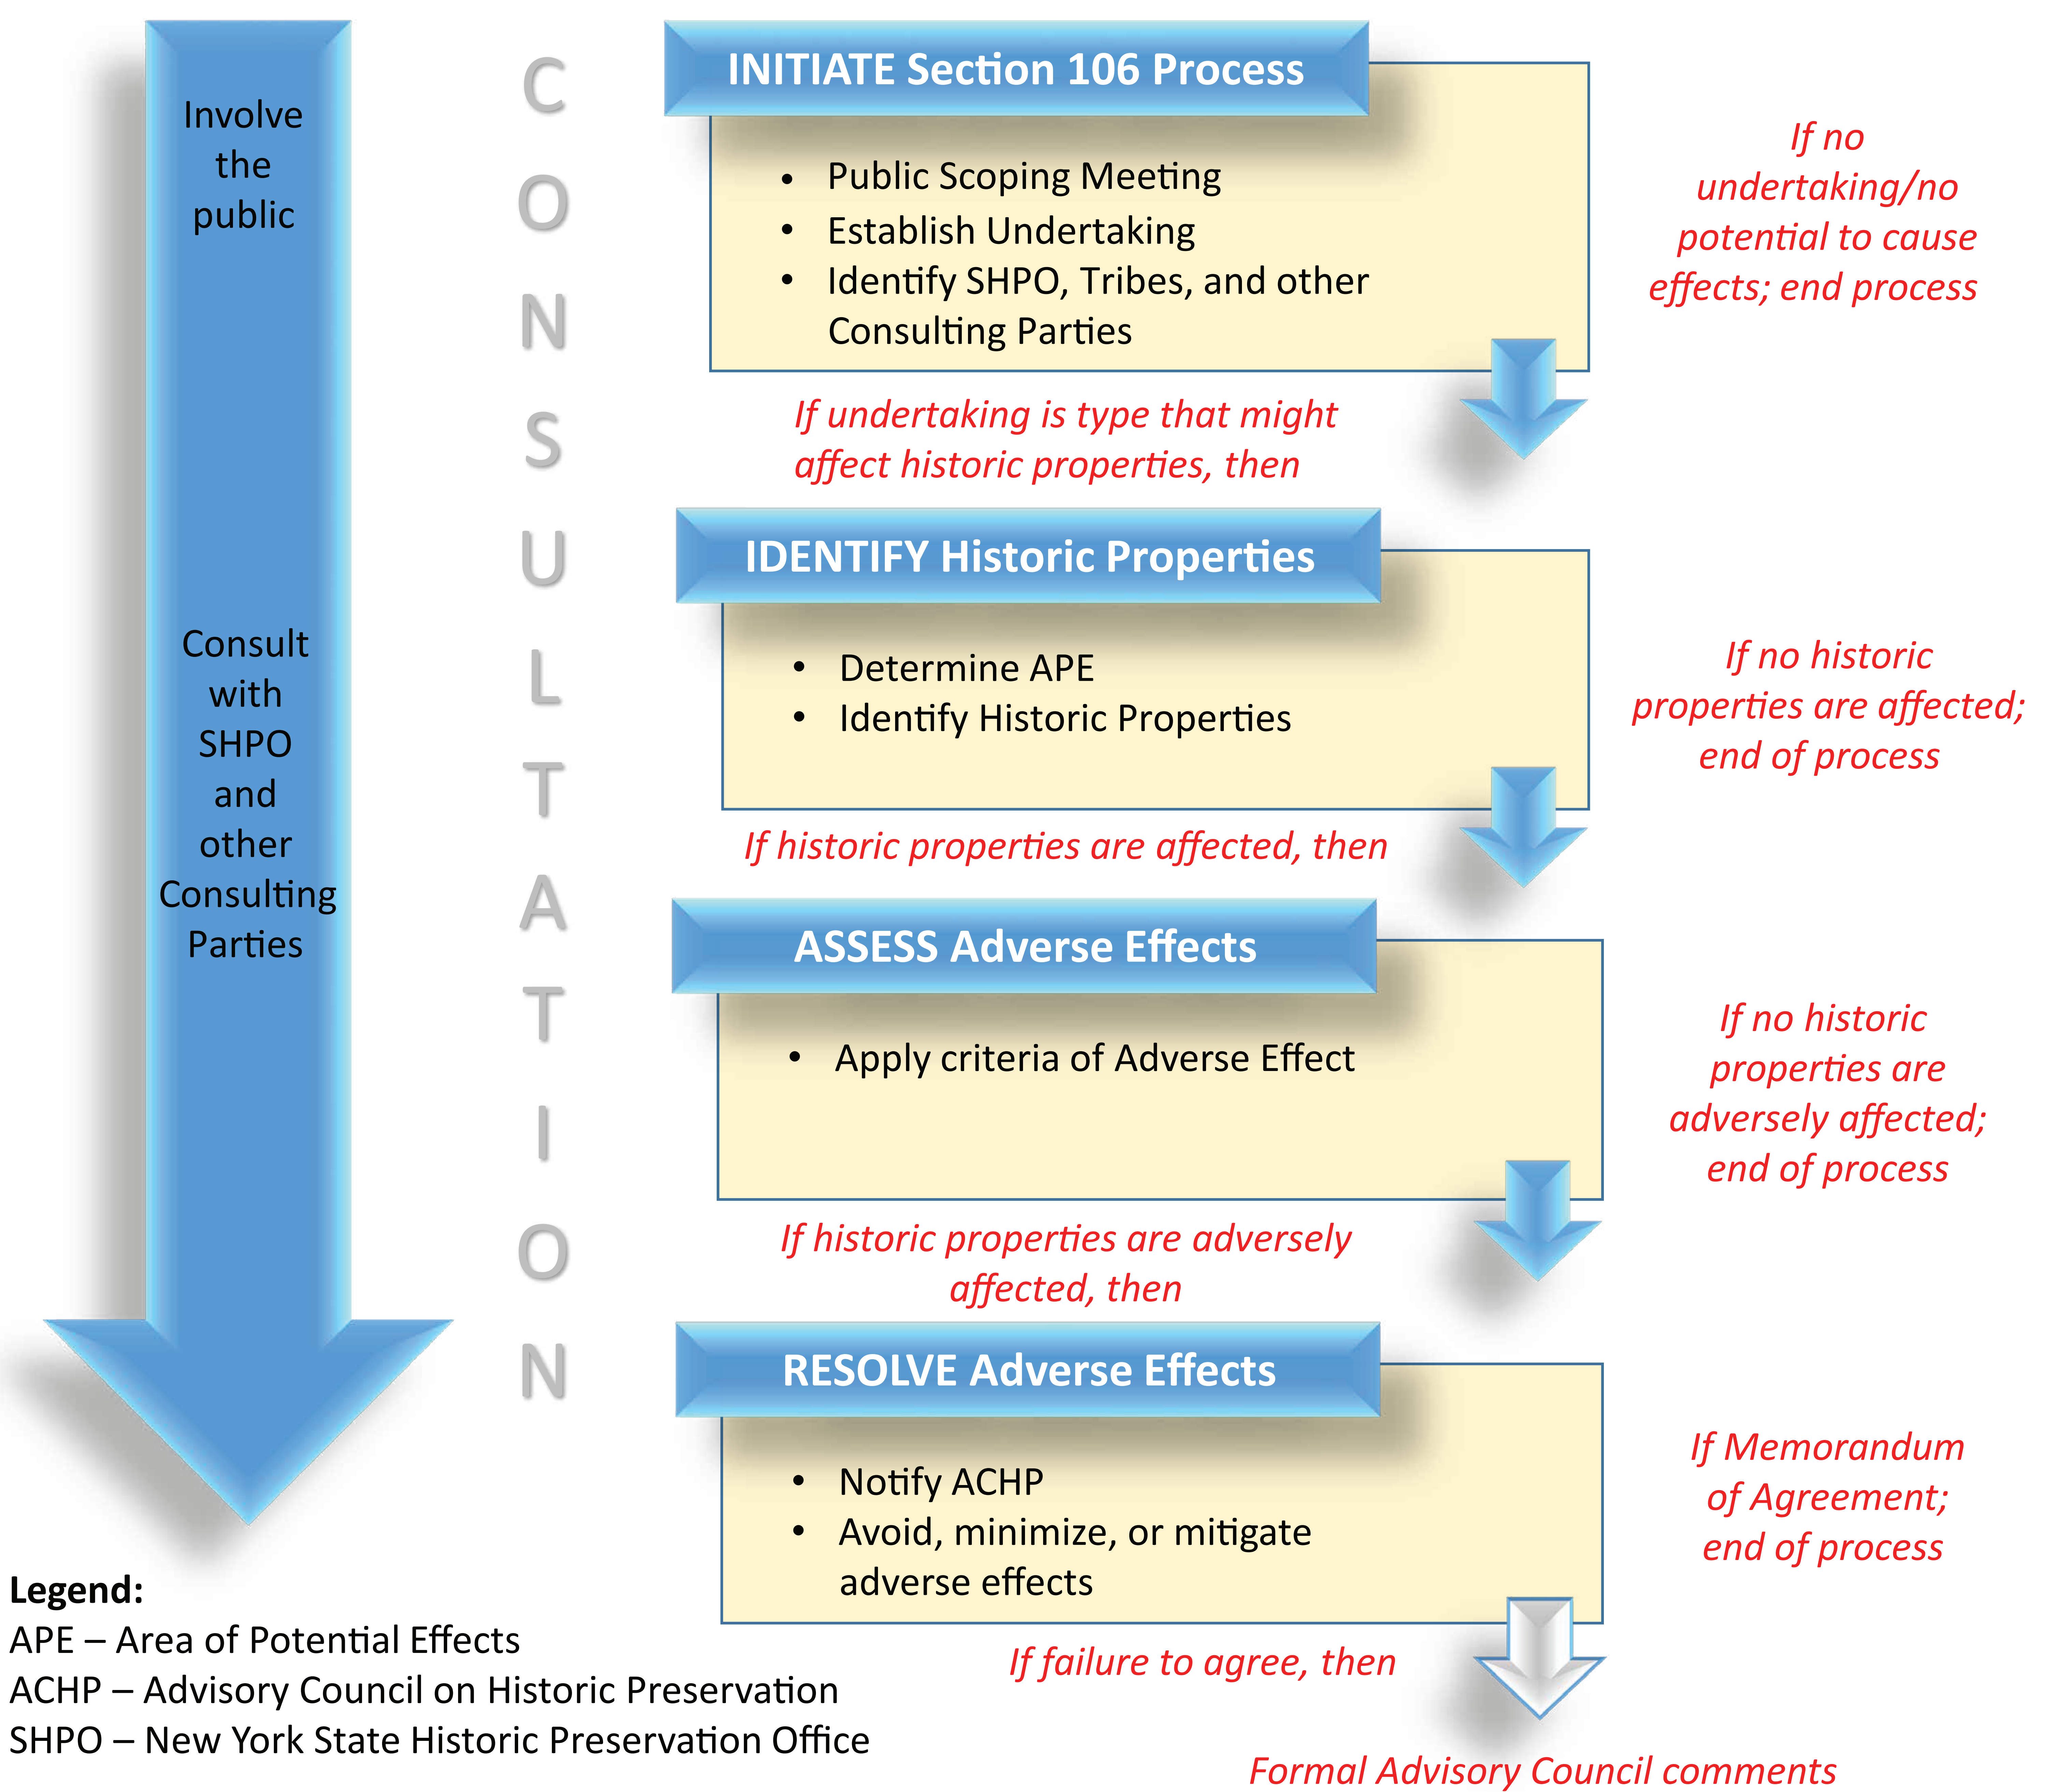 Involve
the
public
Consult
with
SHPO
and
other
Consulting
Parties
CONSULTATION
INITIATE Section 106 Process
• Public Scoping Meeting
• Establish Undertaking
• Identify SHPO, Tribes, and other
Consulting Parties
If no
undertaking/no
potential to cause
effects; end process
If undertaking is type that might
affect historic properties, then
IDENTIFY Historic Properties
• Determine APE
• Identify Historic Properties
If no historic
properties are affected;
end of process
If historic properties are affected, then
ASSESS Adverse Effects
• Apply criteria of Adverse Effect
If no historic
properties are
adversely affected;
end of process
If historic properties are adversely
affected, then
RESOLVE Adverse Effects
• Notify ACHP
• Avoid, minimize, or mitigate
adverse effects
If Memorandum
of Agreement;
end of process
If failure to agree, then
Formal Advisory Council comments
Legend:
APE – Area of Potential Effects
ACHP – Advisory Council on Historic Preservation
SHPO – New York State Historic Preservation Office